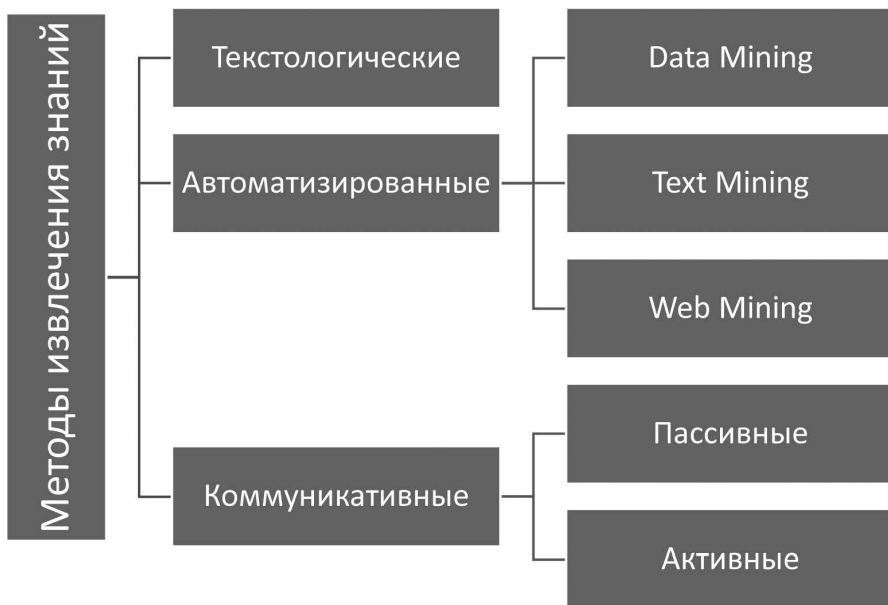 Методы извлечения знаний
Текстологические
Автоматизированные
Data Mining
Text Mining
Web Mining
Коммуникативные
Пассивные
Активные